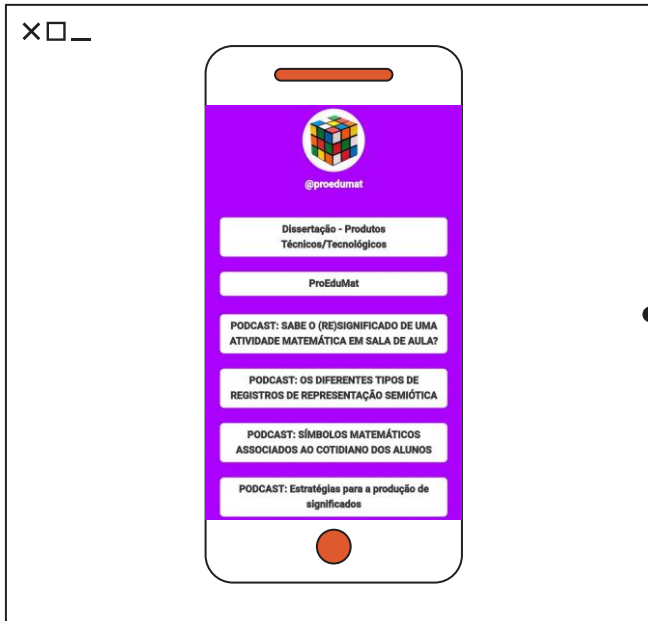 @proedumat
Dissertação - Produtos
Técnicos/Tecnológicos
ProEduMat
PODCAST: SABE O (RE)SIGNIFICADO DE UMA
ATIVIDADE MATEMÁTICA EM SALA DE AULA?
PODCAST: OS DIFERENTES TIPOS DE
REGISTROS DE REPRESENTAÇÃO SEMIÓTICA
PODCAST: SÍMBOLOS MATEMÁTICOS
ASSOCIADOS AO COTIDIANO DOS ALUNOS
PODCAST: Estratégias para a produção de
significados